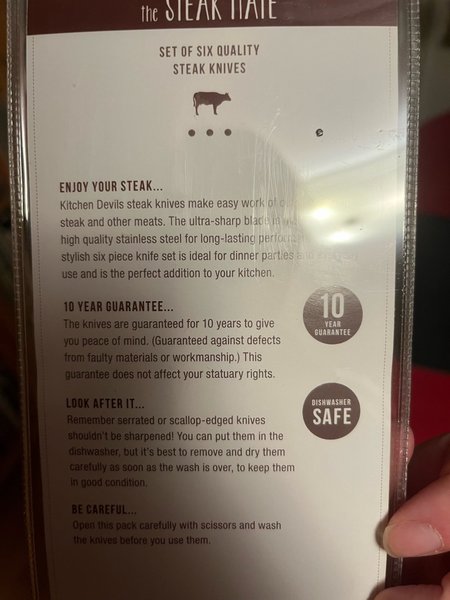 the STEAK MATE
SET OF SIX QUALITY
STEAK KNIVES
ENJOY YOUR STEAK...
Kitchen Devils steak knives make easy work of
steak and other meats. The ultra-sharp blade is
high quality stainless steel for long-lasting
stylish six piece knife set is ideal for dinner parties and
use and is the perfect addition to your kitchen.
10 YEAR GUARANTEE...
The knives are guaranteed for 10 years to give
you peace of mind. (Guaranteed against defects
from faulty materials or workmanship.) This
guarantee does not affect your statuary rights.
10
YEAR
GUARANTEE
LOOK AFTER IT...
Remember serrated or scallop-edged knives
shouldn't be sharpened! You can put them in the
dishwasher, but it's best to remove and dry them
carefully as soon as the wash is over, to keep them
in good condition.
DISHWASHER
SAFE
BE CAREFUL...
Open this pack carefully with scissors and wash
the knives before you use them.